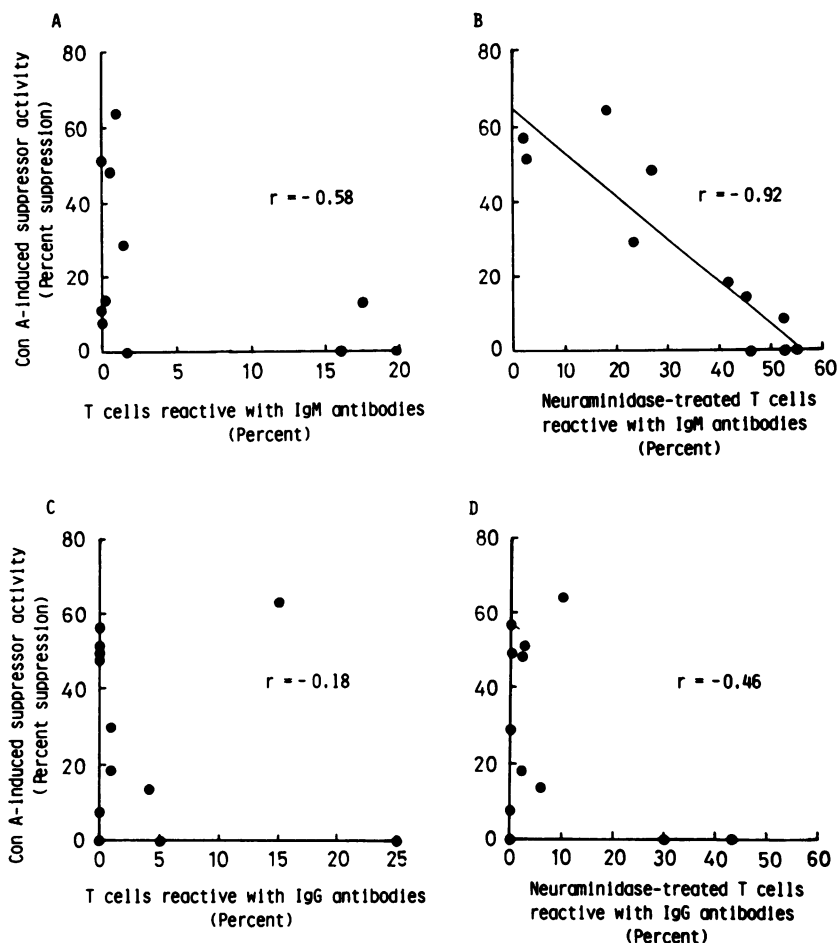 A
Con A-induced suppressor activity
(Percent suppression)
80
60
40
20
0
r = - 0.58
0 5 10 15 20
T cells reactive with IgM antibodies
(Percent)
B
80
60
40
20
0
r = - 0.92
0 10 20 30 40 50 60
Neuraminidase-treated T cells
reactive with IgM antibodies
(Percent)
C
Con A-induced suppressor activity
(Percent suppression)
80
60
40
20
0
r = - 0.18
0 5 10 15 20 25
T cells reactive with IgG antibodies
(Percent)
D
80
60
40
20
0
r = -0.46
0 10 20 30 40 50 60
Neuraminidase-treated T cells
reactive with IgG antibodies
(Percent)